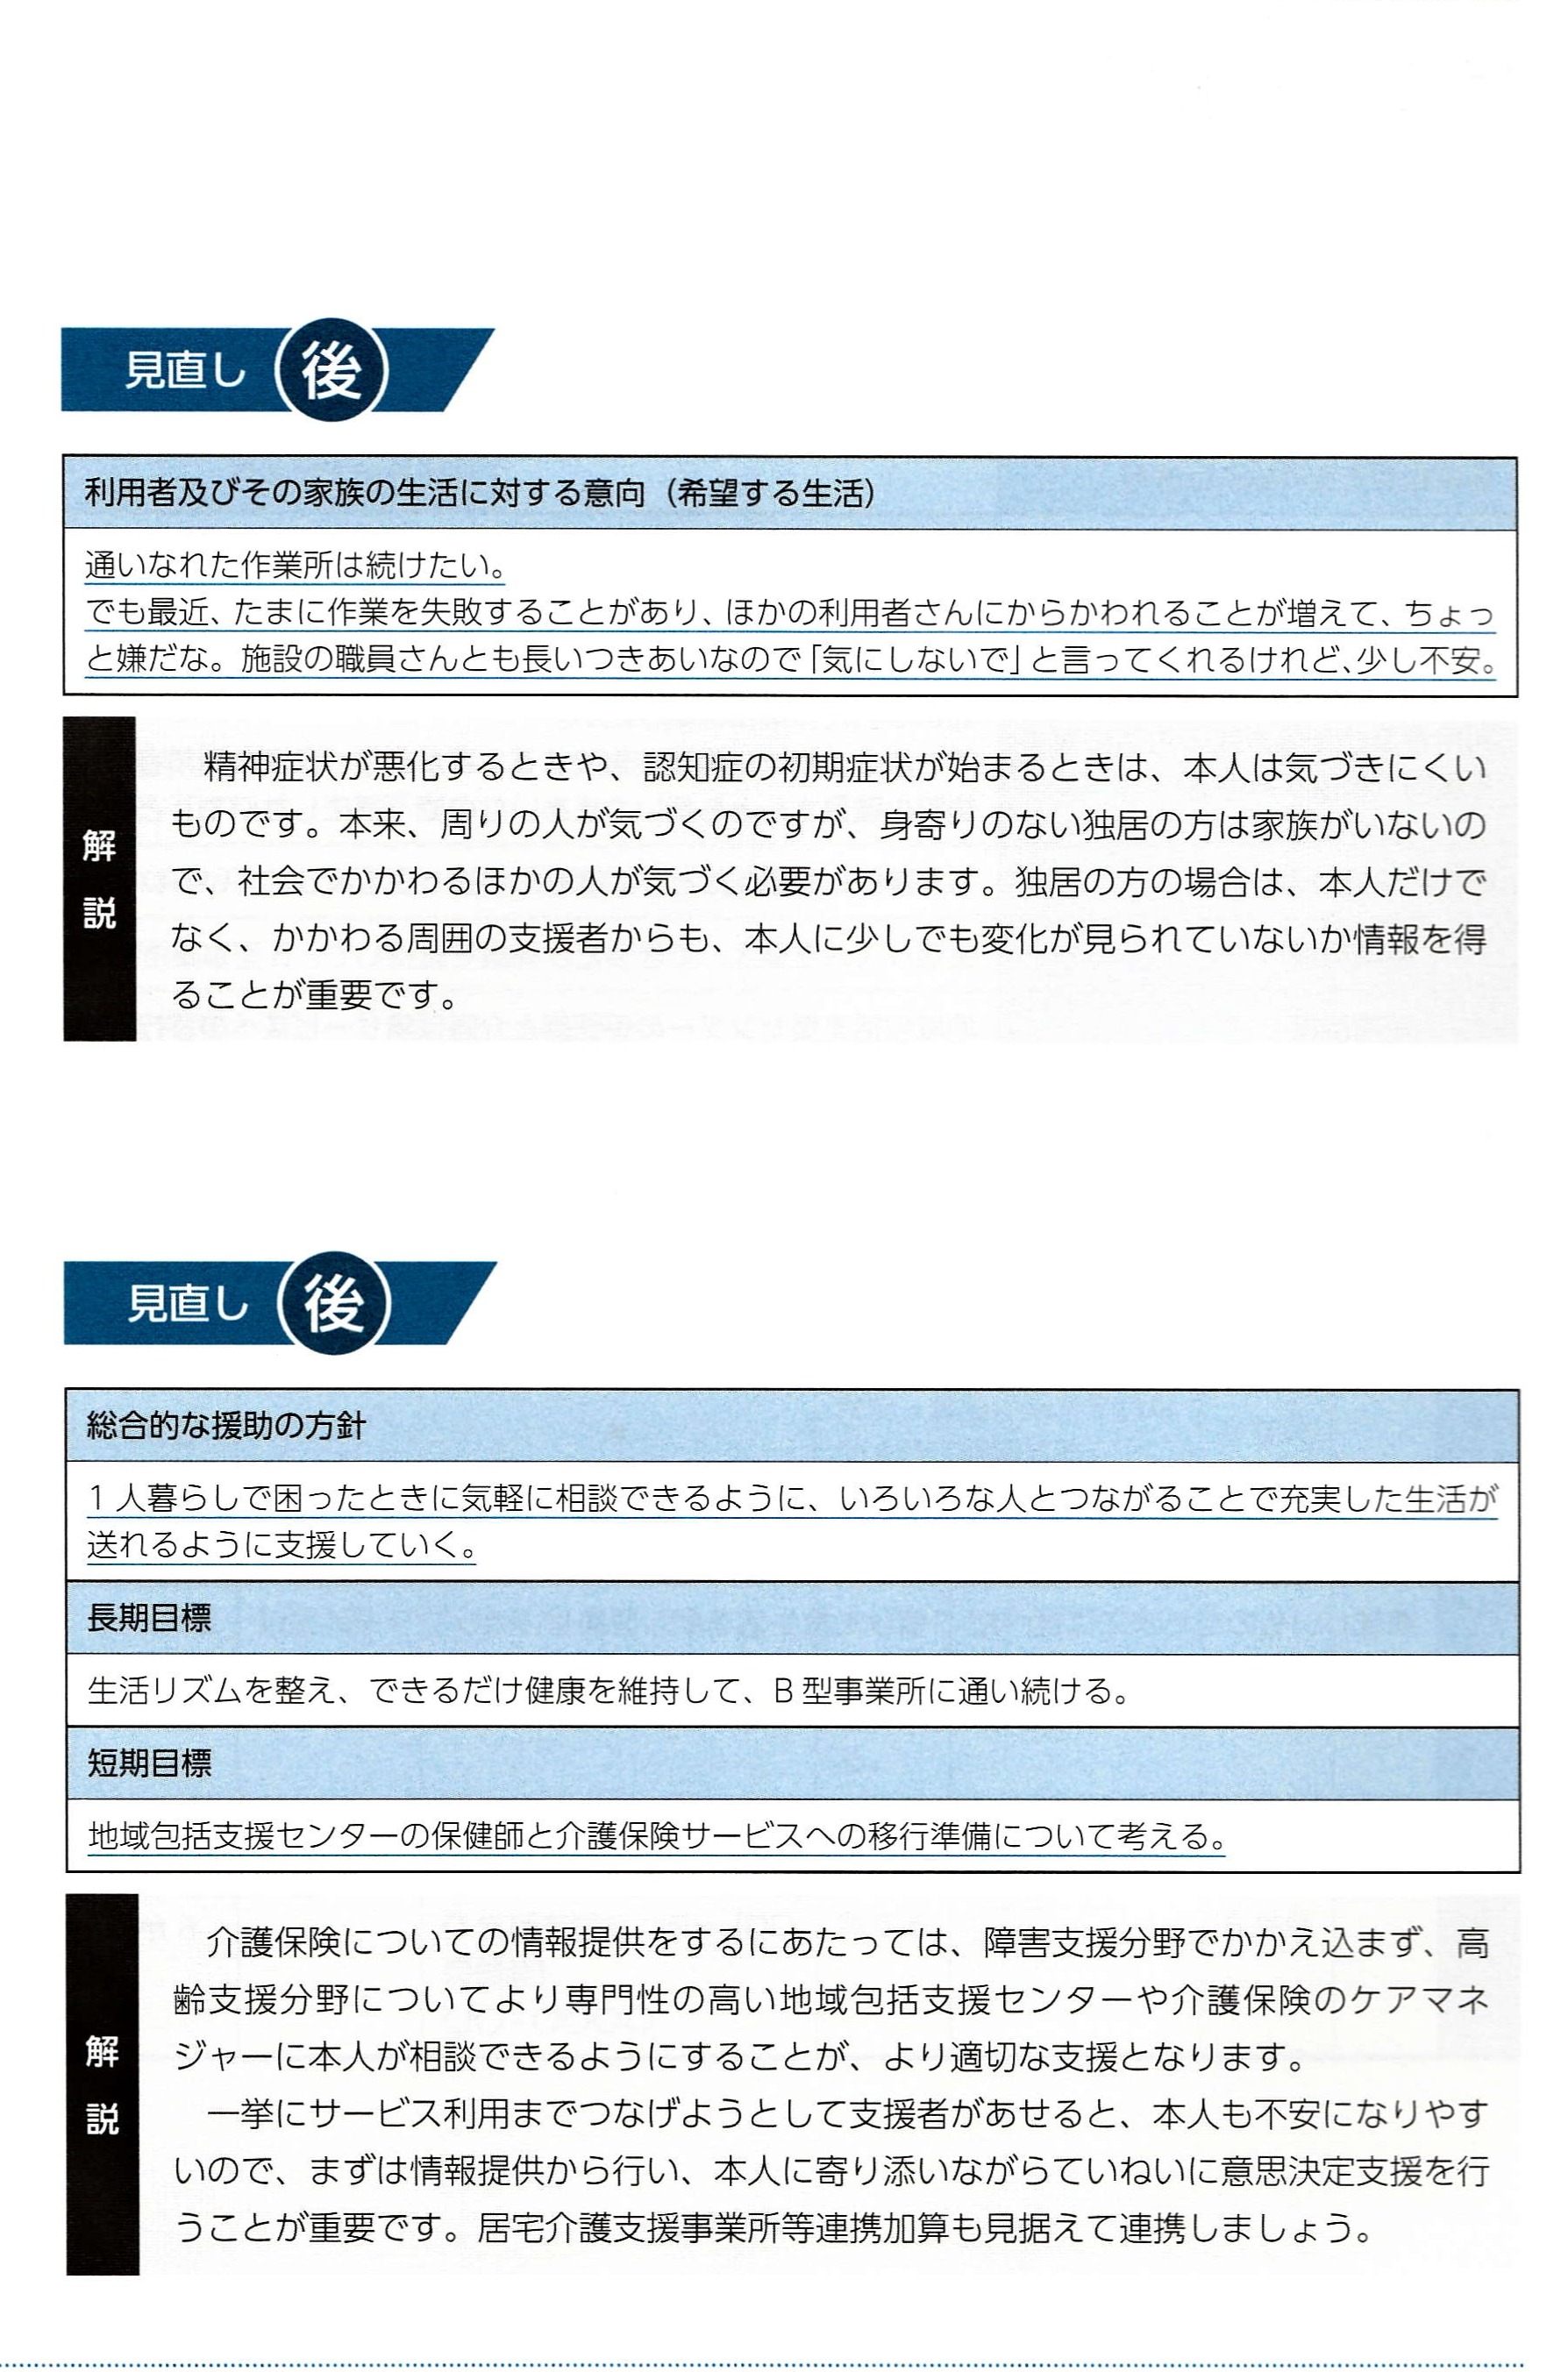 見直し 後
利用者及びその家族の生活に対する意向（希望する生活）
通いなれた作業所は続けたい。
でも最近、たまに作業を失敗することがあり、ほかの利用者さんにからかわれることが増えて、ちょっ
と嫌だな。施設の職員さんとも長いつきあいなので「気にしないで」と言ってくれるけれど、少し不安。
解説
精神症状が悪化するときや、認知症の初期症状が始まるときは、本人は気づきにくい
ものです。本来、周りの人が気づくのですが、身寄りのない独居の方は家族がいないの
で、社会でかかわるほかの人が気づく必要があります。独居の方の場合は、本人だけで
なく、かかわる周囲の支援者からも、本人に少しでも変化が見られていないか情報を得
ることが重要です。
見直し 後
総合的な援助の方針
1 人暮らしで困ったときに気軽に相談できるように、いろいろな人とつながることで充実した生活が
送れるように支援していく。
長期目標
生活リズムを整え、できるだけ健康を維持して、B 型事業所に通い続ける。
短期目標
地域包括支援センターの保健師と介護保険サービスへの移行準備について考える。
解説
介護保険についての情報提供をするにあたっては、障害支援分野でかかえ込まず、高
齢支援分野についてより専門性の高い地域包括支援センターや介護保険のケアマネ
ジャーに本人が相談できるようにすることが、より適切な支援となります。
一挙にサービス利用までつなげようとして支援者があせると、本人も不安になりやす
いので、まずは情報提供から行い、本人に寄り添いながらていねいに意思決定支援を行
うことが重要です。居宅介護支援事業所等連携加算も見据えて連携しましょう。